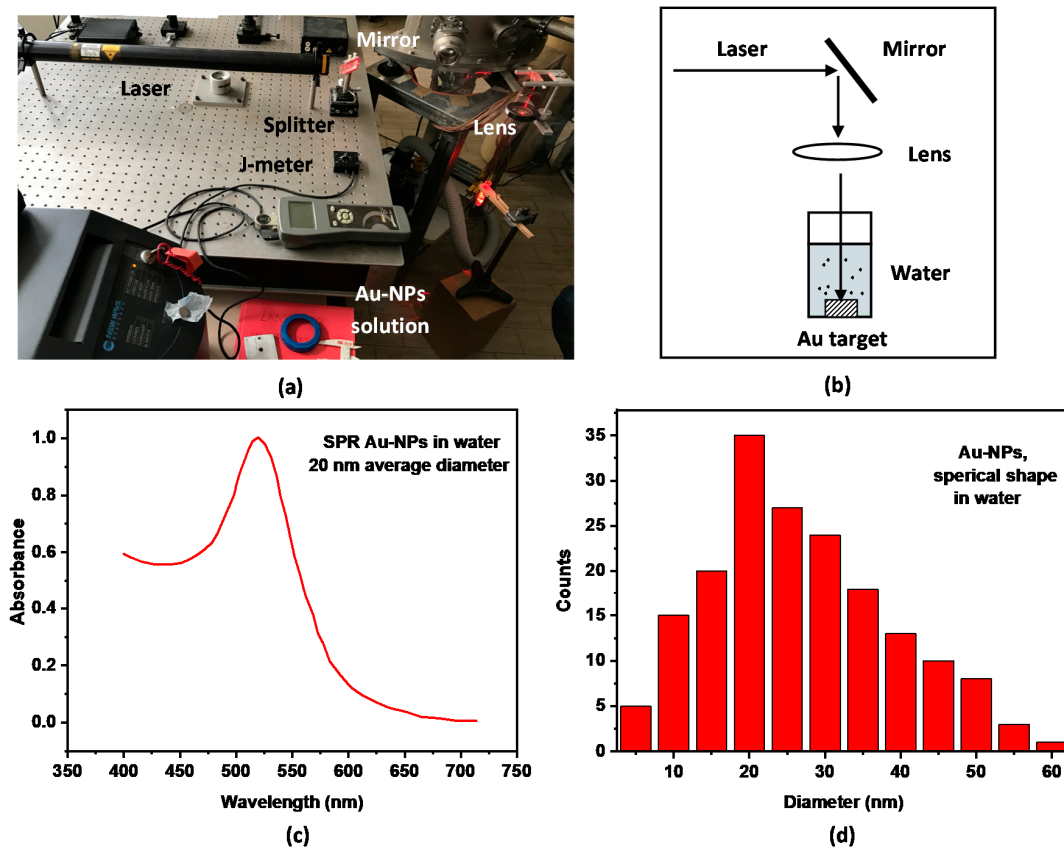 Mirror
Laser
Splitter
Lens
J-meter
Au-NPs
solution
(a)
Laser
Mirror
Lens
Water
Au target
(b)
SPR Au-NPs in water
20 nm average diameter
Absorbance
1.0
0.8
0.6
0.4
0.2
0.0
350 400 450 500 550 600 650 700 750
Wavelength (nm)
(c)
Au-NPs,
sperical shape
in water
Counts
35
30
25
20
15
10
5
0
10 20 30 40 50 60
Diameter (nm)
(d)